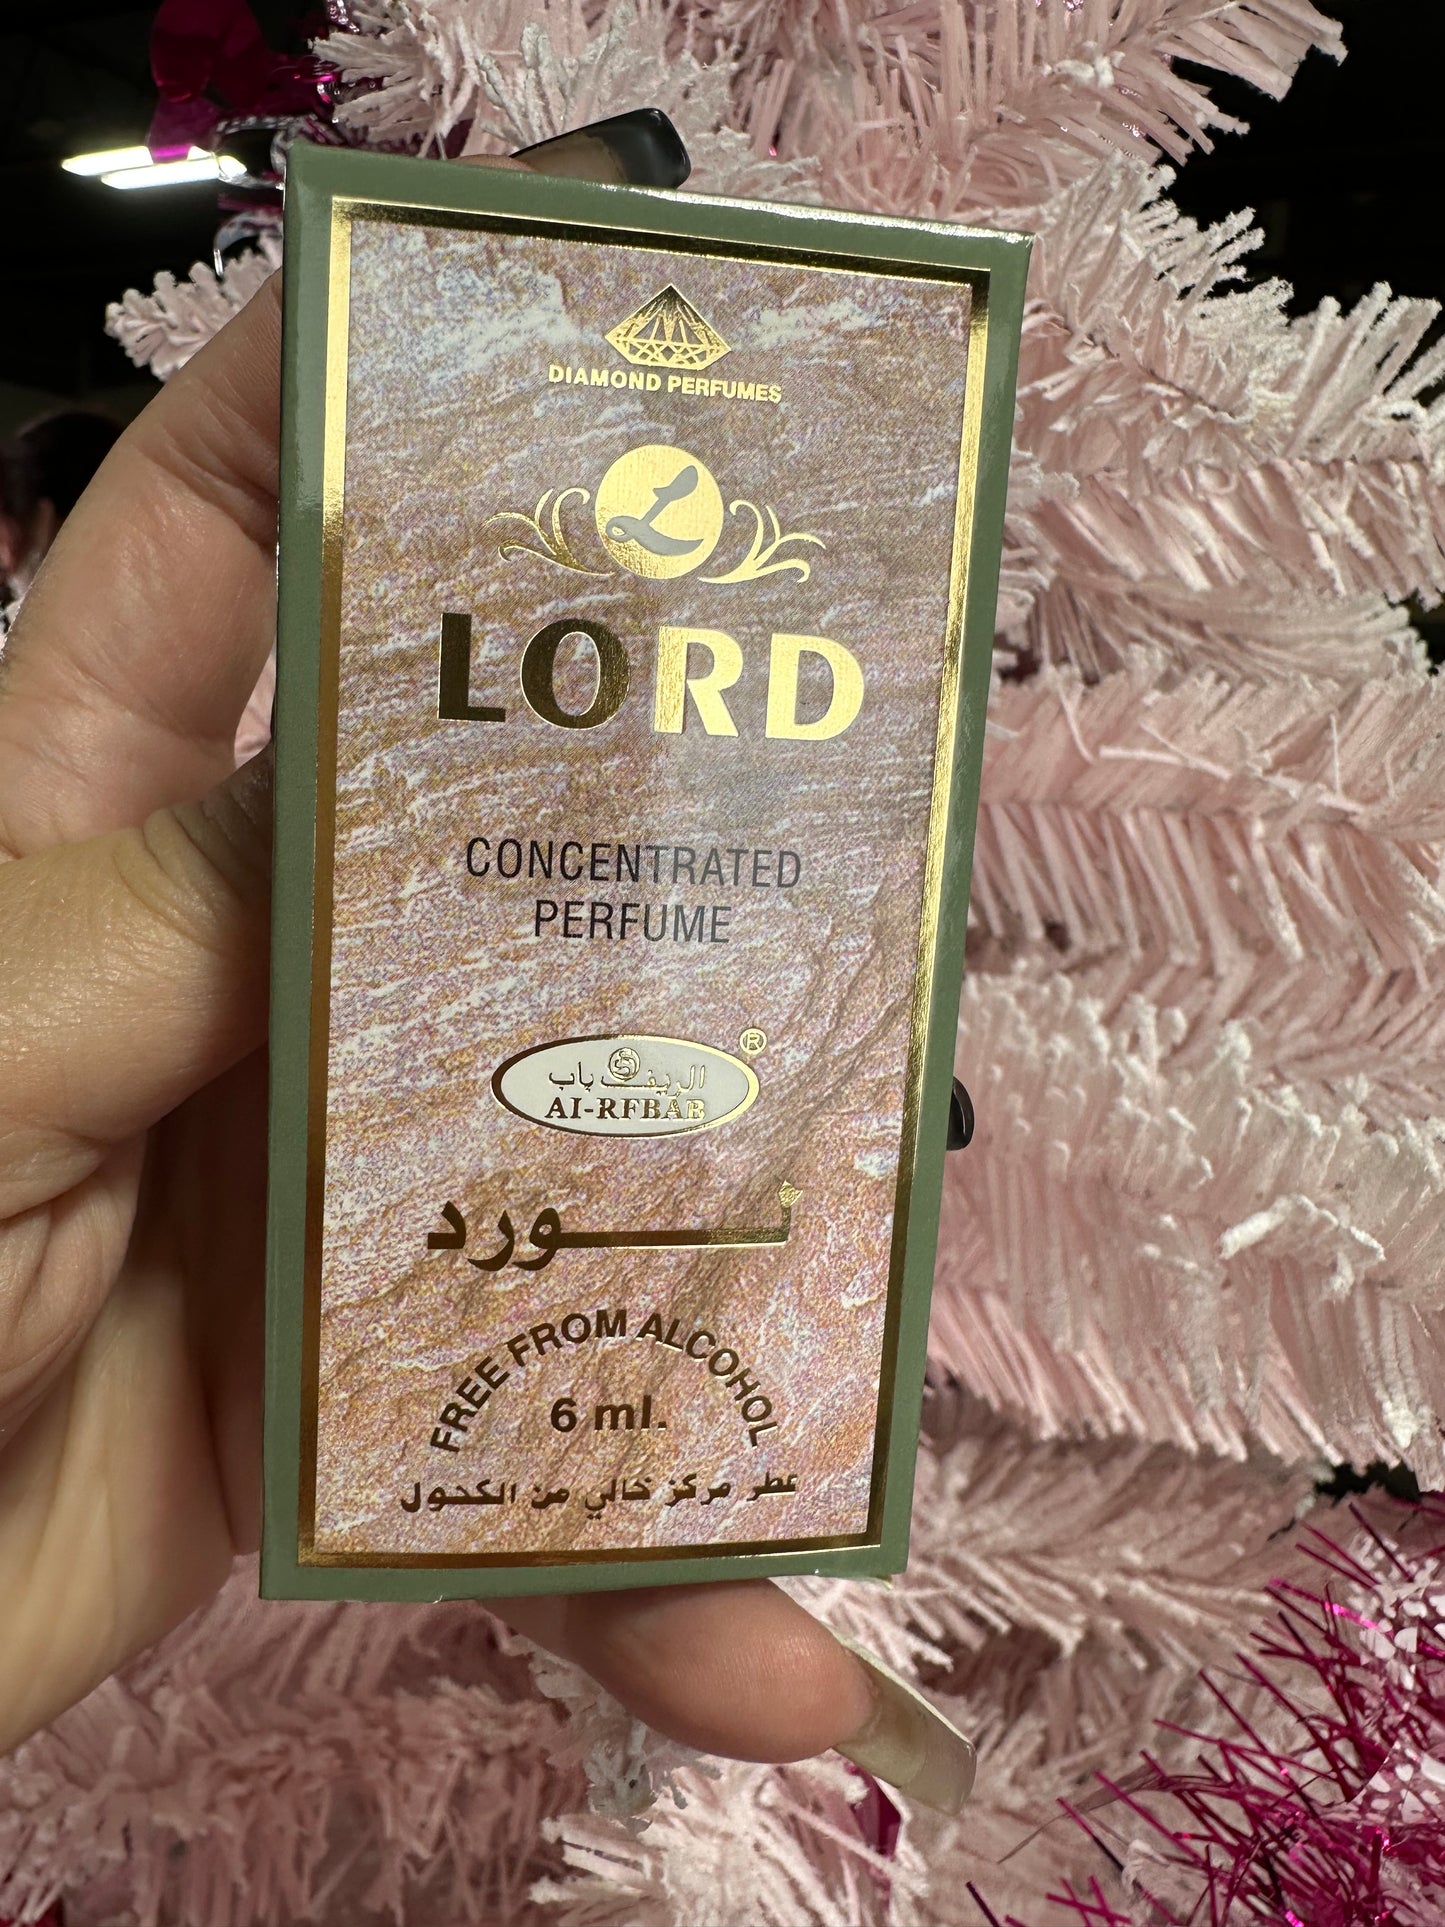 DIAMOND PERFUMES
L
LORD
CONCENTRATED
PERFUME
®
الريف باب
AI-RFBAB
لـــورد
FREE FROM ALCOHOL
6 ml.
عطر مركز خالي من الكحول